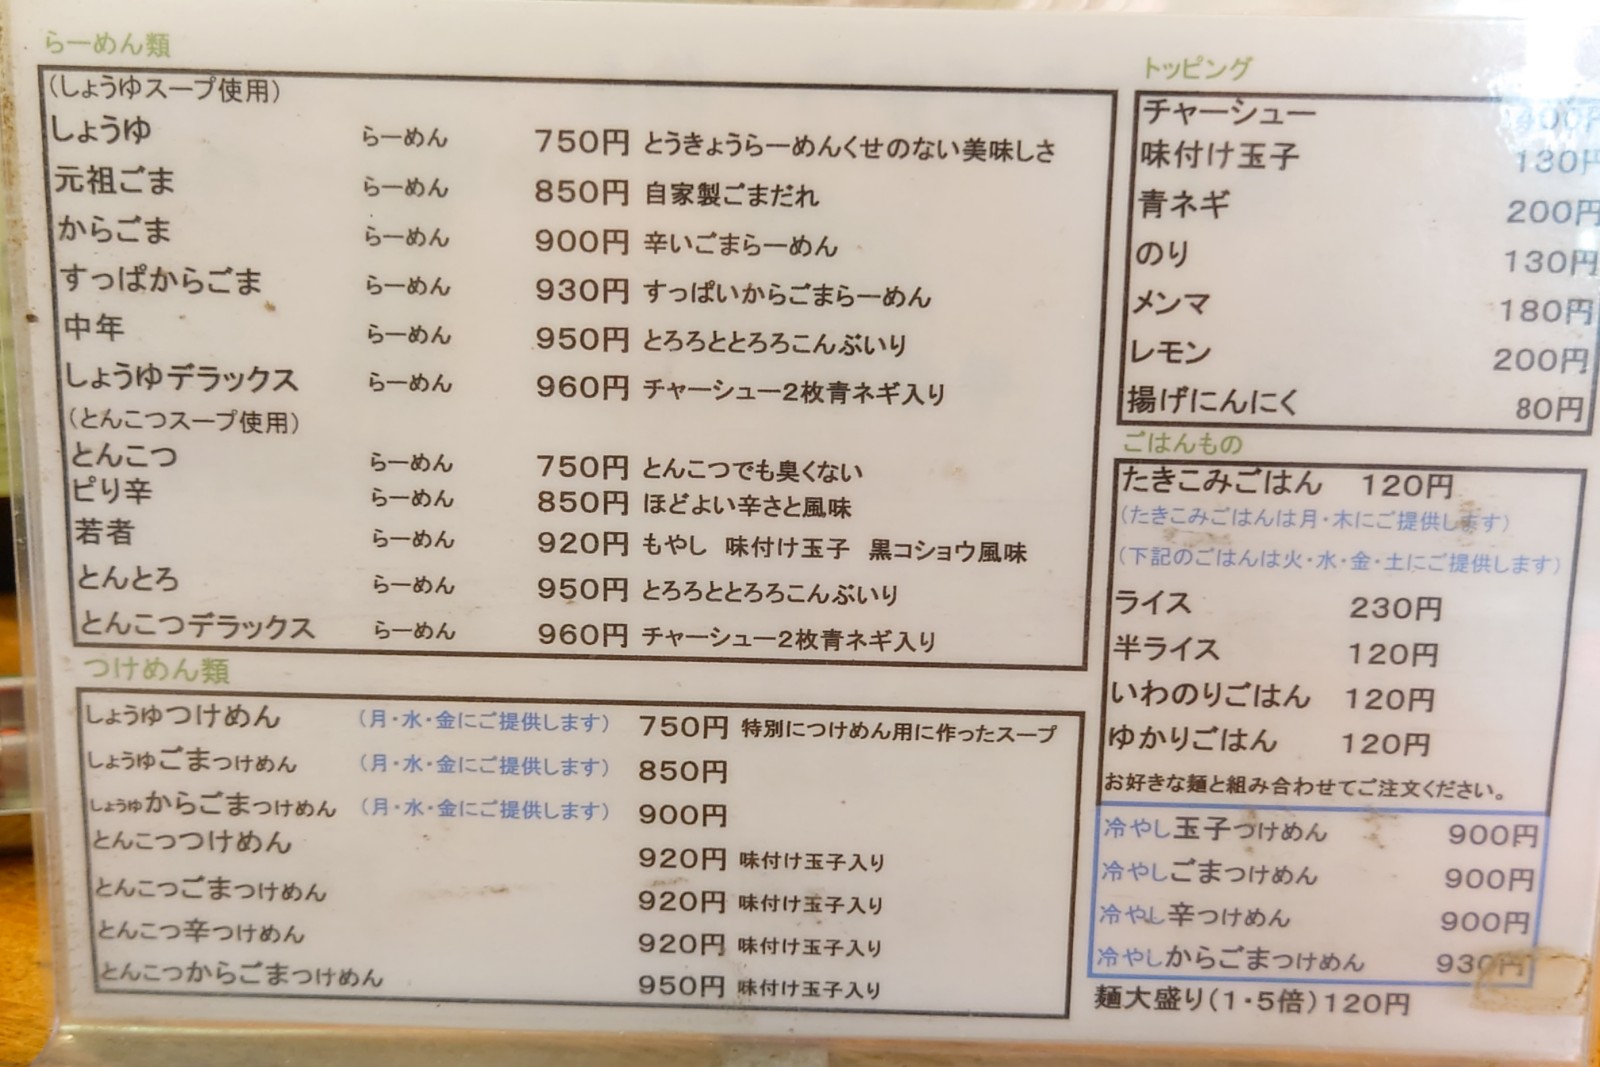 らーめん類
(しょうゆスープ使用)
しょうゆ らーめん 750円 とうきょうらーめんくせのない美味しさ
元祖ごま らーめん 850円 自家製ごまだれ
からごま らーめん 900円 辛いごまらーめん
すっぱからごま らーめん 930円 すっぱいからごまらーめん
中年 らーめん 950円 とろろととろろこんぶいり
しょうゆデラックス らーめん 960円 チャーシュー2枚青ネギ入り
(とんこつスープ使用)
とんこつ らーめん 750円 とんこつでも臭くない
ピリ辛 らーめん 850円 ほどよい辛さと風味
若者 らーめん 920円 もやし 味付け玉子 黒コショウ風味
とんとろ らーめん 950円 とろろととろろこんぶいり
とんこつデラックス らーめん 960円 チャーシュー2枚青ネギ入り
つけめん類
しょうゆつけめん (月・水・金にご提供します) 750円 特別につけめん用に作ったスープ
しょうゆごまつけめん (月・水・金にご提供します) 850円
しょうゆからごまつけめん (月・水・金にご提供します) 900円
とんこつつけめん 920円 味付け玉子入り
とんこつごまつけめん 920円 味付け玉子入り
とんこつ辛つけめん 920円 味付け玉子入り
とんこつからごまつけめん 950円 味付け玉子入り
トッピング
チャーシュー
味付け玉子 130円
青ネギ 200円
のり 130円
メンマ 180円
レモン 200円
揚げにんにく 80円
ごはんもの
たきこみごはん 120円
(たきこみごはんは月・木にご提供します)
(下記のごはんは火・水・金・土にご提供します)
ライス 230円
半ライス 120円
いわのりごはん 120円
ゆかりごはん 120円
お好きな麺と組み合わせてご注文ください。
冷やし玉子つけめん 900円
冷やしごまつけめん 900円
冷やし辛つけめん 900円
冷やしからごまつけめん 930円
麺大盛り(1・5倍)120円